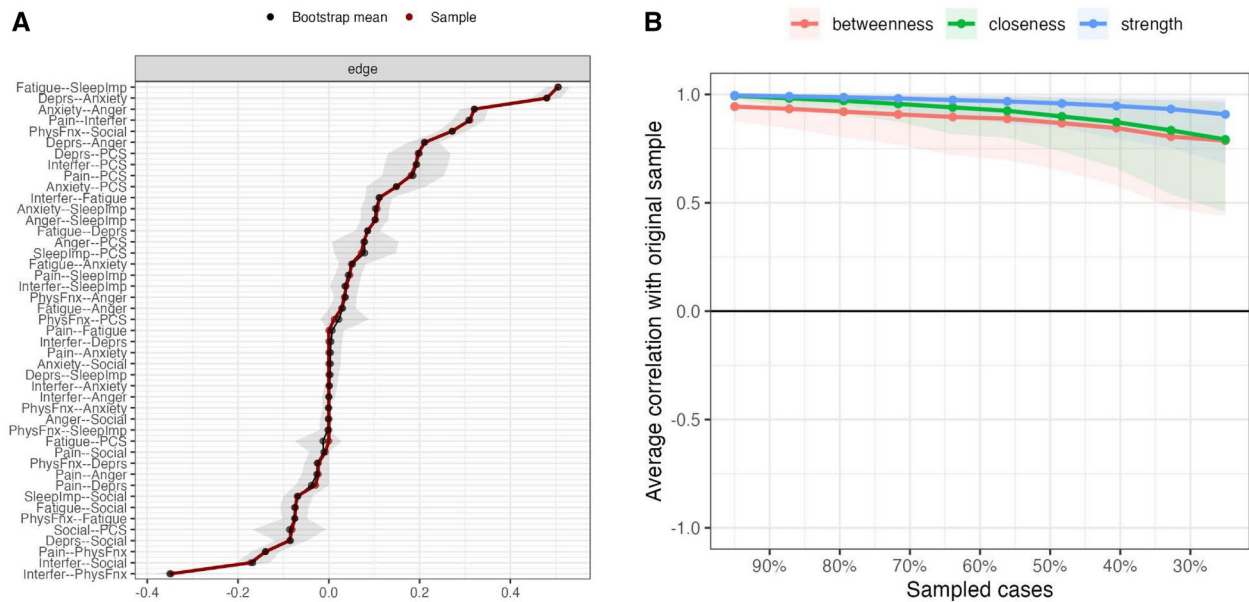 A
Bootstrap mean
Sample
edge
Fatigue--SleepImp
Deprs--Anxiety
Anxiety--Anger
Pain--Interfer
PhysFnx--Social
Deprs--Anger
Deprs--PCS
Interfer--PCS
Pain--PCS
Anxiety--PCS
Interfer--Fatigue
Anxiety--SleepImp
Anger--SleepImp
Fatigue--Deprs
Anger--PCS
SleepImp--PCS
Fatigue--Anxiety
Pain--SleepImp
Interfer--SleepImp
PhysFnx--Anger
Fatigue--Anger
PhysFnx--PCS
Pain--Fatigue
Interfer--Deprs
Pain--Anxiety
Anxiety--Social
Deprs--SleepImp
Interfer--Anxiety
Interfer--Anger
PhysFnx--Anxiety
Anger--Social
PhysFnx--SleepImp
Fatigue--PCS
Pain--Social
PhysFnx--Deprs
Pain--Anger
Pain--Deprs
SleepImp--Social
Fatigue--Social
PhysFnx--Fatigue
Social--PCS
Deprs--Social
Pain--PhysFnx
Interfer--Social
Interfer--PhysFnx
-0.4 -0.2 0.0 0.2 0.4
B
betweenness
closeness
strength
Average correlation with original sample
1.0
0.5
0.0
-0.5
-1.0
90% 80% 70% 60% 50% 40% 30%
Sampled cases